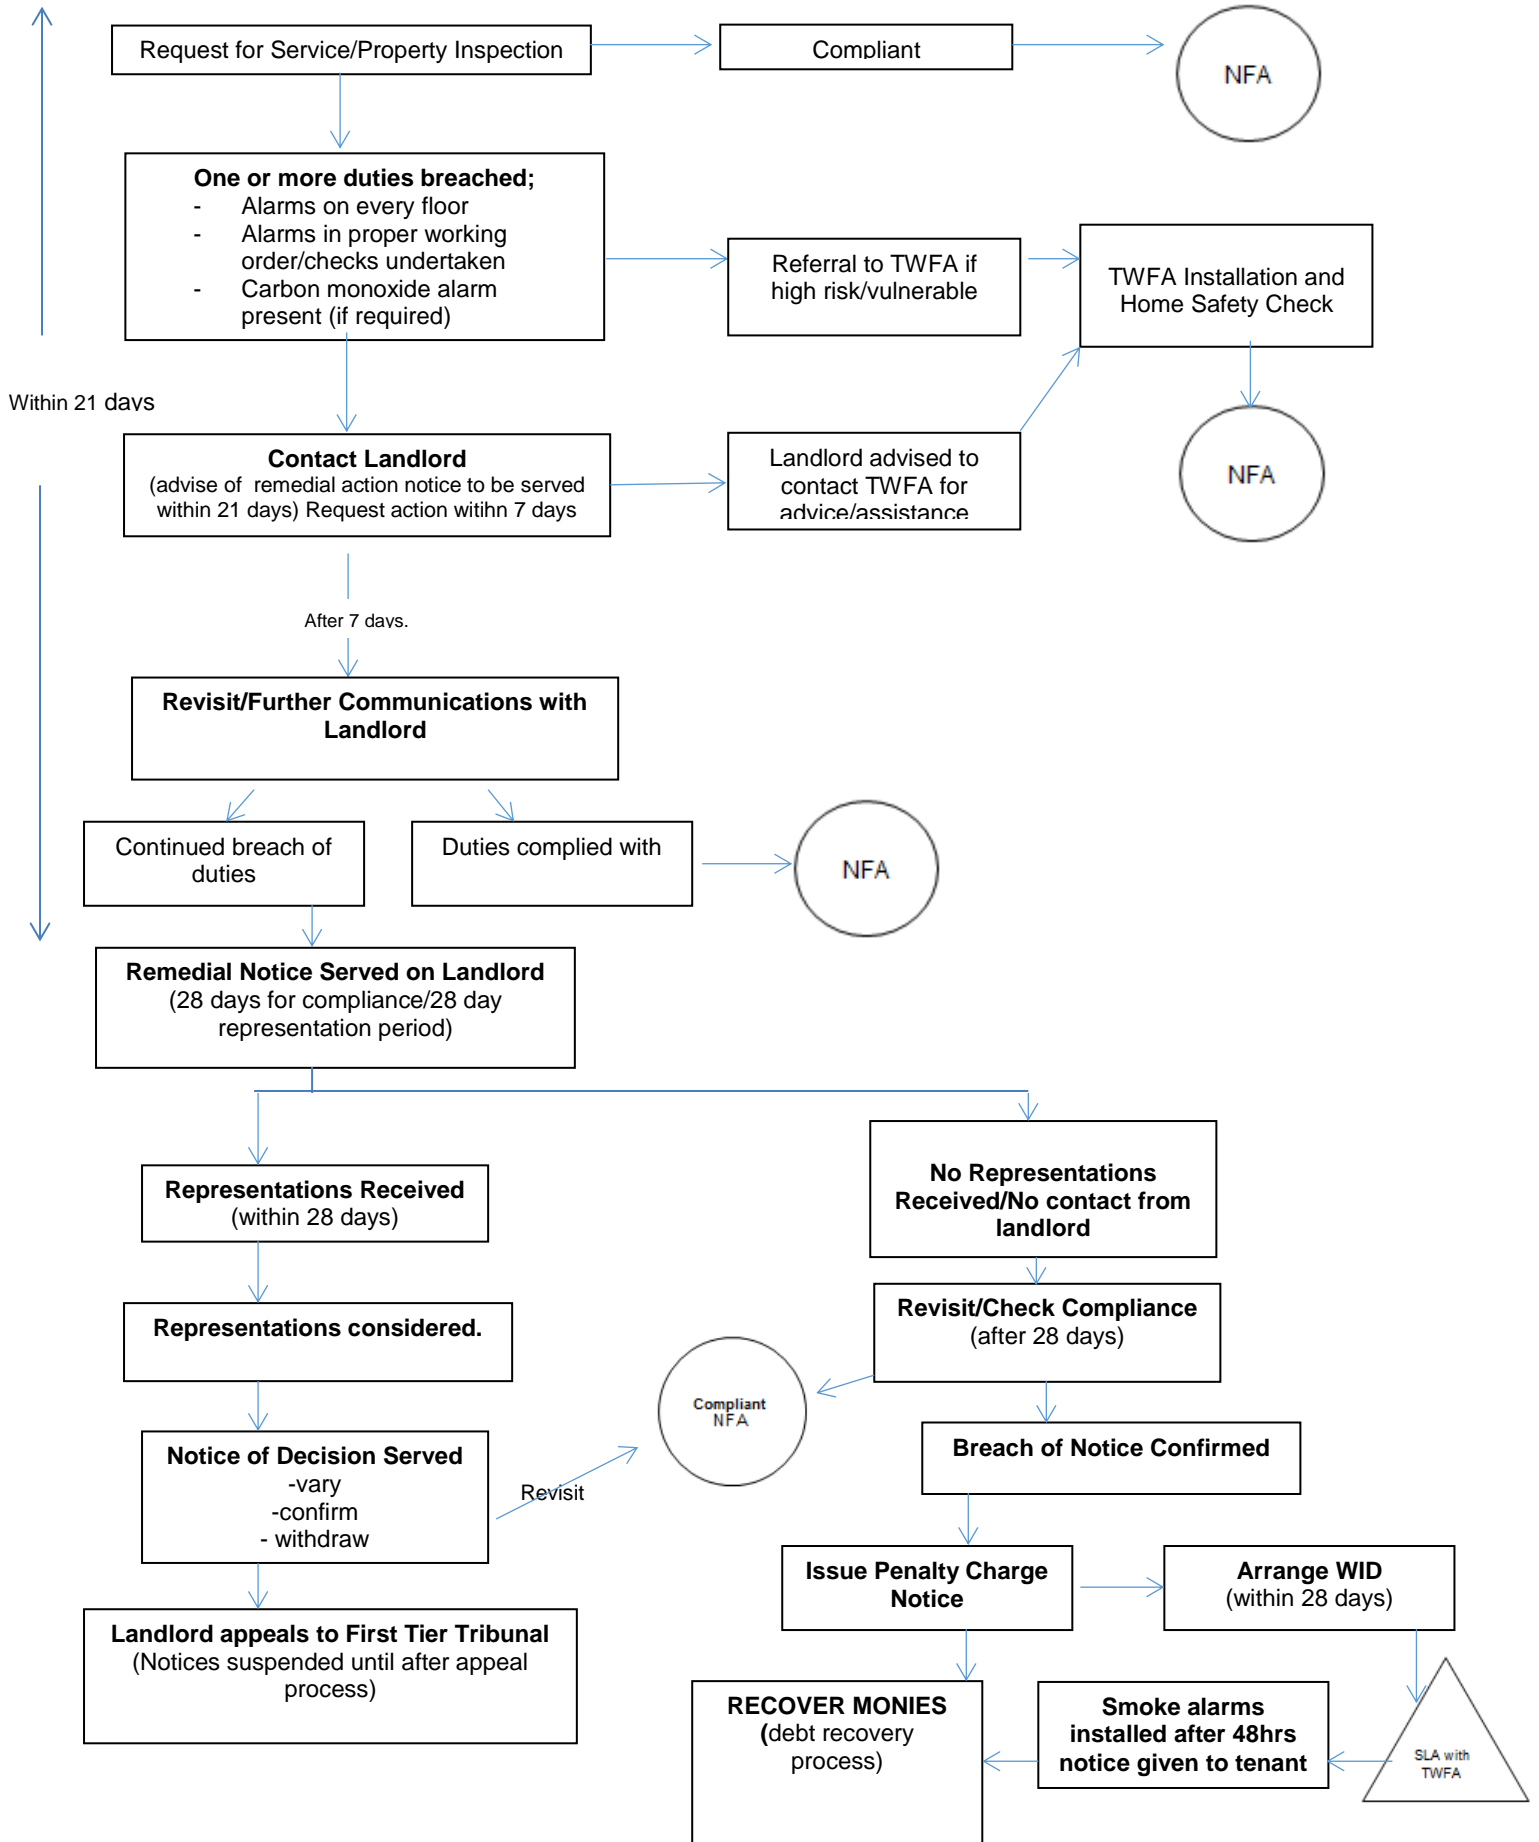 Request for Service/Property Inspection
Compliant
NFA
One or more duties breached;
- Alarms on every floor
- Alarms in proper working
order/checks undertaken
- Carbon monoxide alarm
present (if required)
Referral to TWFA if
high risk/vulnerable
TWFA Installation and
Home Safety Check
Within 21 days
NFA
Contact Landlord
(advise of remedial action notice to be served
within 21 days) Request action witihn 7 days
Landlord advised to
contact TWFA for
advice/assistance
After 7 days.
Revisit/Further Communications with
Landlord
Continued breach of
duties
Duties complied with
NFA
Remedial Notice Served on Landlord
(28 days for compliance/28 day
representation period)
Representations Received
(within 28 days)
No Representations
Received/No contact from
landlord
Representations considered.
Revisit/Check Compliance
(after 28 days)
Compliant
NFA
Notice of Decision Served
-vary
-confirm
- withdraw
Revisit
Breach of Notice Confirmed
Issue Penalty Charge
Notice
Arrange WID
(within 28 days)
Landlord appeals to First Tier Tribunal
(Notices suspended until after appeal
process)
RECOVER MONIES
(debt recovery
process)
Smoke alarms
installed after 48hrs
notice given to tenant
SLA with
TWFA